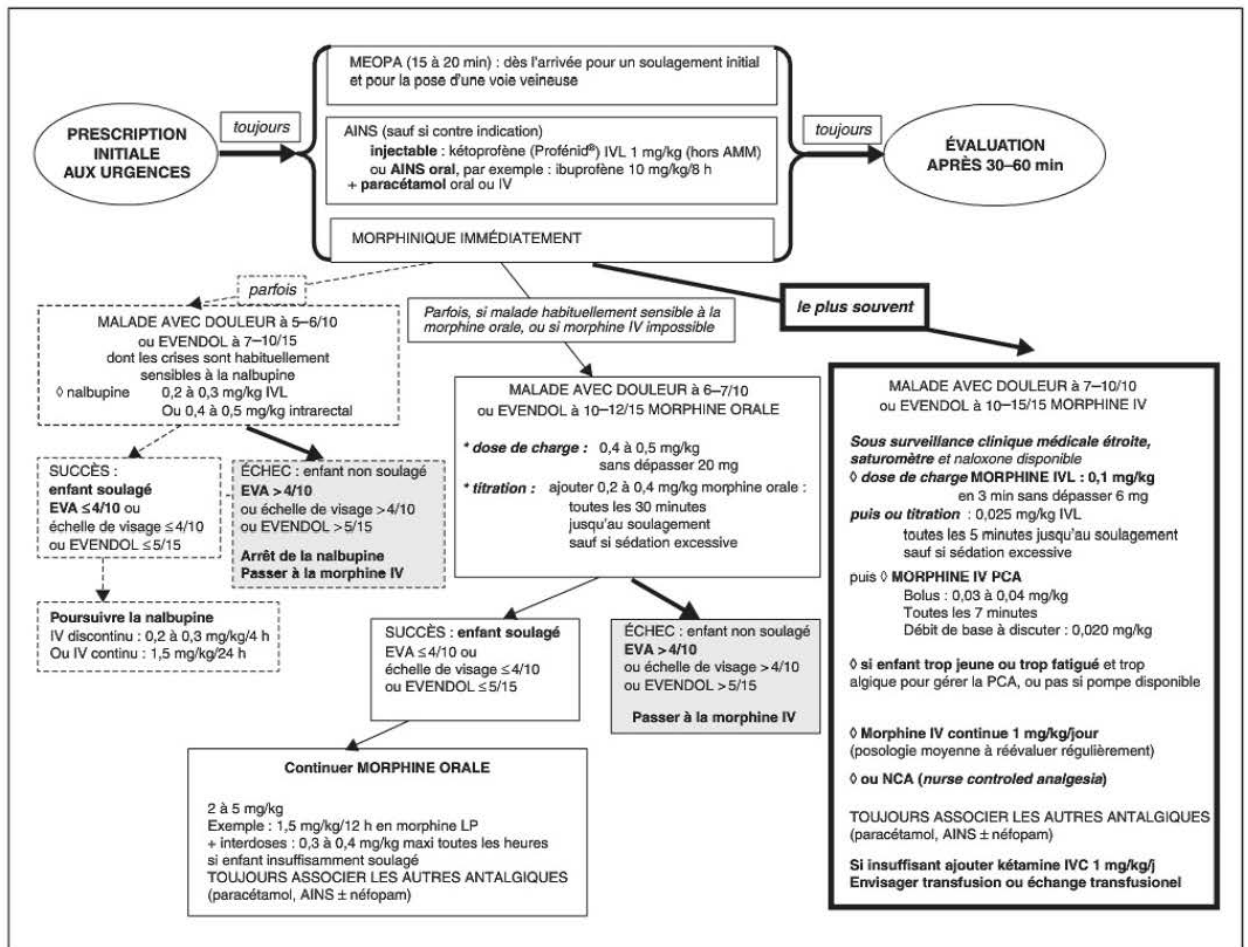 MEOPA (15 à 20 min) : dès l'arrivée pour un soulagement initial
et pour la pose d'une voie veineuse
PRESCRIPTION
INITIALE
AUX URGENCES
toujours
AINS (sauf si contre indication)
injectable : kétoprofène (Profénid®) IVL 1 mg/kg (hors AMM)
ou AINS oral, par exemple : ibuprofène 10 mg/kg/8 h
+ paracétamol oral ou IV
MORPHINIQUE IMMÉDIATEMENT
toujours
ÉVALUATION
APRÈS 30–60 min
parfois
MALADE AVEC DOULEUR à 5–6/10
ou EVENDOL à 7–10/15
dont les crises sont habituellement
sensibles à la nalbupine
◊ nalbupine 0,2 à 0,3 mg/kg IVL
Ou 0,4 à 0,5 mg/kg intrarectal
SUCCÈS :
enfant soulagé
EVA ≤ 4/10 ou
échelle de visage ≤ 4/10
ou EVENDOL ≤ 5/15
ÉCHEC : enfant non soulagé
EVA > 4/10
ou échelle de visage > 4/10
ou EVENDOL > 5/15
Arrêt de la nalbupine
Passer à la morphine IV
Poursuivre la nalbupine
IV discontinu : 0,2 à 0,3 mg/kg/4 h
Ou IV continu : 1,5 mg/kg/24 h
Parfois, si malade habituellement sensible à la
morphine orale, ou si morphine IV impossible
MALADE AVEC DOULEUR à 6–7/10
ou EVENDOL à 10–12/15 MORPHINE ORALE
* dose de charge : 0,4 à 0,5 mg/kg
sans dépasser 20 mg
* titration : ajouter 0,2 à 0,4 mg/kg morphine orale :
toutes les 30 minutes
jusqu'au soulagement
sauf si sédation excessive
SUCCÈS : enfant soulagé
EVA ≤ 4/10 ou
échelle de visage ≤ 4/10
ou EVENDOL ≤ 5/15
ÉCHEC : enfant non soulagé
EVA > 4/10
ou échelle de visage > 4/10
ou EVENDOL > 5/15
Passer à la morphine IV
Continuer MORPHINE ORALE
2 à 5 mg/kg
Exemple : 1,5 mg/kg/12 h en morphine LP
+ interdoses : 0,3 à 0,4 mg/kg maxi toutes les heures
si enfant insuffisamment soulagé
TOUJOURS ASSOCIER LES AUTRES ANTALGIQUES
(paracétamol, AINS ± néfopam)
le plus souvent
MALADE AVEC DOULEUR à 7–10/10
ou EVENDOL à 10–15/15 MORPHINE IV
Sous surveillance clinique médicale étroite,
saturomètre et naloxone disponible
◊ dose de charge MORPHINE IVL : 0,1 mg/kg
en 3 min sans dépasser 6 mg
puis ou titration : 0,025 mg/kg IVL
toutes les 5 minutes jusqu'au soulagement
sauf si sédation excessive
puis ◊ MORPHINE IV PCA
Bolus : 0,03 à 0,04 mg/kg
Toutes les 7 minutes
Débit de base à discuter : 0,020 mg/kg
◊ si enfant trop jeune ou trop fatigué et trop
algique pour gérer la PCA, ou pas si pompe disponible
◊ Morphine IV continue 1 mg/kg/jour
(posologie moyenne à réévaluer régulièrement)
◊ ou NCA (nurse controled analgesia)
TOUJOURS ASSOCIER LES AUTRES ANTALGIQUES
(paracétamol, AINS ± néfopam)
Si insuffisant ajouter kétamine IVC 1 mg/kg/j
Envisager transfusion ou échange transfusionel